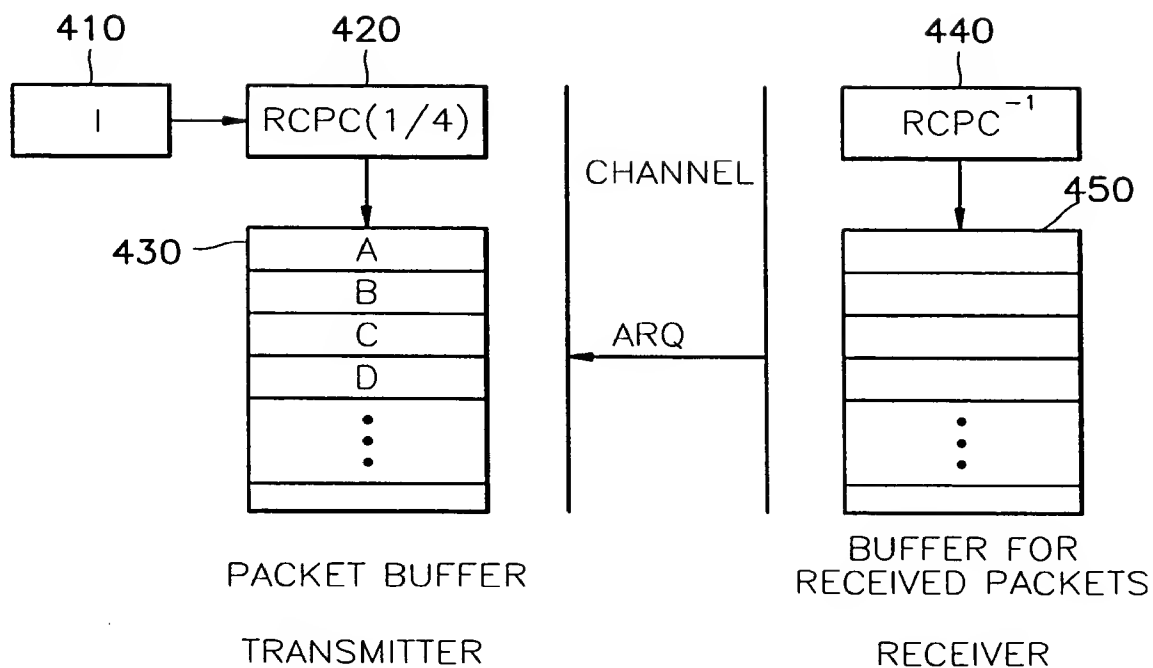 410
420
440
I
RCPC(1/4)
RCPC⁻¹
CHANNEL
450
430
A
B
C
D
ARQ
PACKET BUFFER
BUFFER FOR
RECEIVED PACKETS
TRANSMITTER
RECEIVER